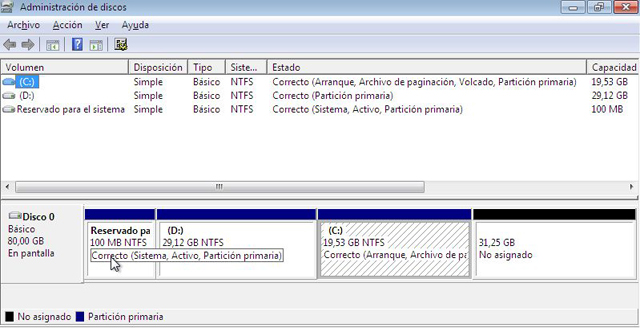 Administración de discos
Archivo Acción Ver Ayuda
Volumen Disposición Tipo Siste... Estado Capacidad
(C:) Simple Básico NTFS Correcto (Arranque, Archivo de paginación, Volcado, Partición primaria) 19,53 GB
(D:) Simple Básico NTFS Correcto (Partición primaria) 29,12 GB
Reservado para el sistema Simple Básico NTFS Correcto (Sistema, Activo, Partición primaria) 100 MB
Disco 0
Básico
80,00 GB
En pantalla
Reservado pa
100 MB NTFS
Correcto (Sistema, Activo, Partición primaria)
(D:)
29,12 GB NTFS
(C:)
19,53 GB NTFS
Correcto (Arranque, Archivo de pa
31,25 GB
No asignado
No asignado Partición primaria